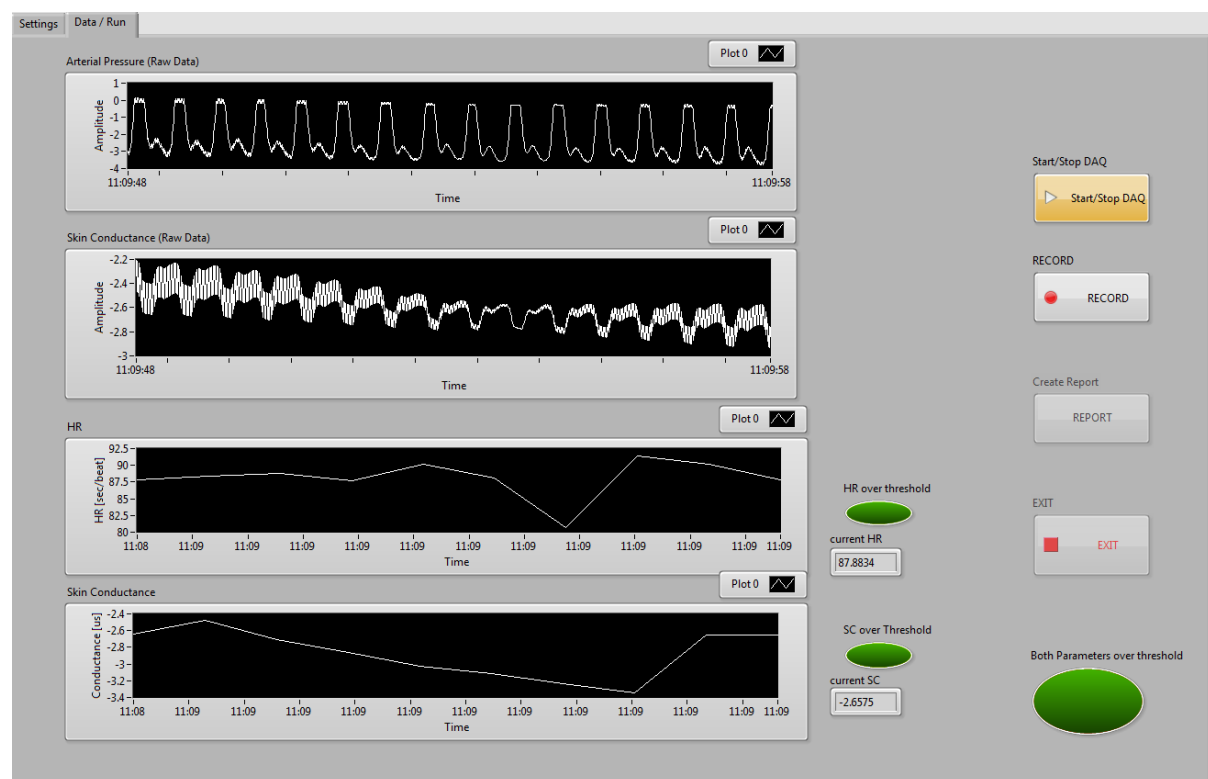 Settings
Data / Run
Arterial Pressure (Raw Data)
Plot 0
Amplitude
1
0
-1
-2
-3
-4
11:09:48
11:09:58
Time
Skin Conductance (Raw Data)
Plot 0
Amplitude
-2.2
-2.4
-2.6
-2.8
-3
11:09:48
11:09:58
Time
HR
Plot 0
HR [sec/beat]
92.5
90
87.5
85
82.5
80
11:08 11:09 11:09 11:09 11:09 11:09 11:09 11:09 11:09 11:09 11:09 11:09 11:09
Time
Skin Conductance
Plot 0
Conductance [us]
-2.4
-2.6
-2.8
-3
-3.2
-3.4
11:08 11:09 11:09 11:09 11:09 11:09 11:09 11:09 11:09 11:09 11:09 11:09 11:09
Time
HR over threshold
current HR
87.8834
SC over Threshold
current SC
-2.6575
Start/Stop DAQ
Start/Stop DAQ
RECORD
RECORD
Create Report
REPORT
EXIT
EXIT
Both Parameters over threshold